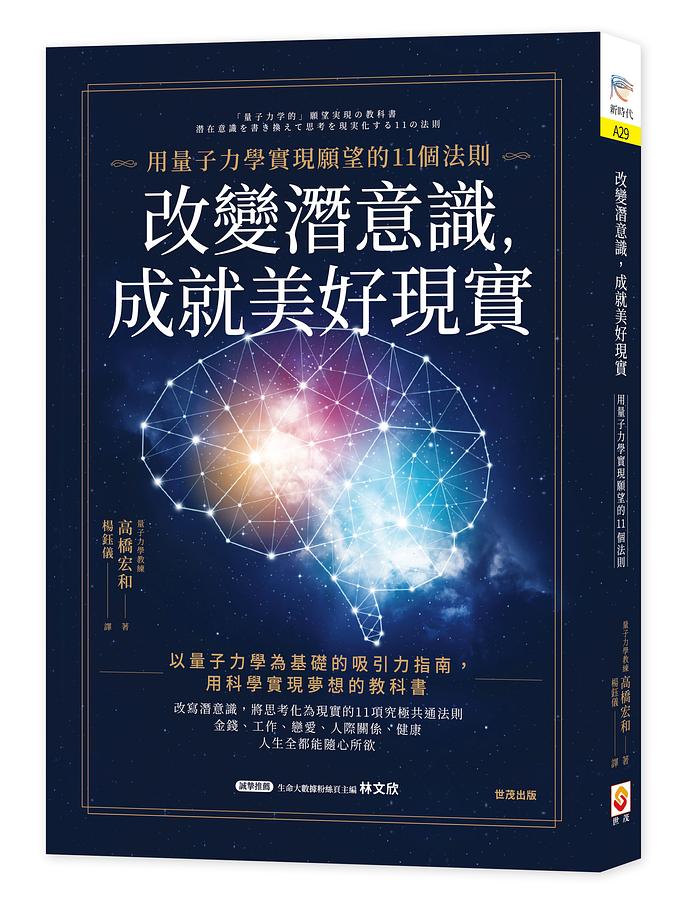 「量子力学的」願望実現の教科書
潜在意識を書き換えて思考を現実化する11の法則
用量子力學實現願望的11個法則
改變潛意識,
成就美好現實
量子力學教練
高橋宏和 著
楊鈺儀 譯
以量子力學為基礎的吸引力指南，
用科學實現夢想的教科書
改寫潛意識，將思考化為現實的11項究極共通法則
金錢、工作、戀愛、人際關係、健康
人生全都能隨心所欲
誠摯推薦 生命大數據粉絲頁主編 林文欣
世茂出版
新時代
A29
改變潛意識，成就美好現實
用量子力學實現願望的11個法則
量子力學教練
高橋宏和 著
楊鈺儀 譯
世茂